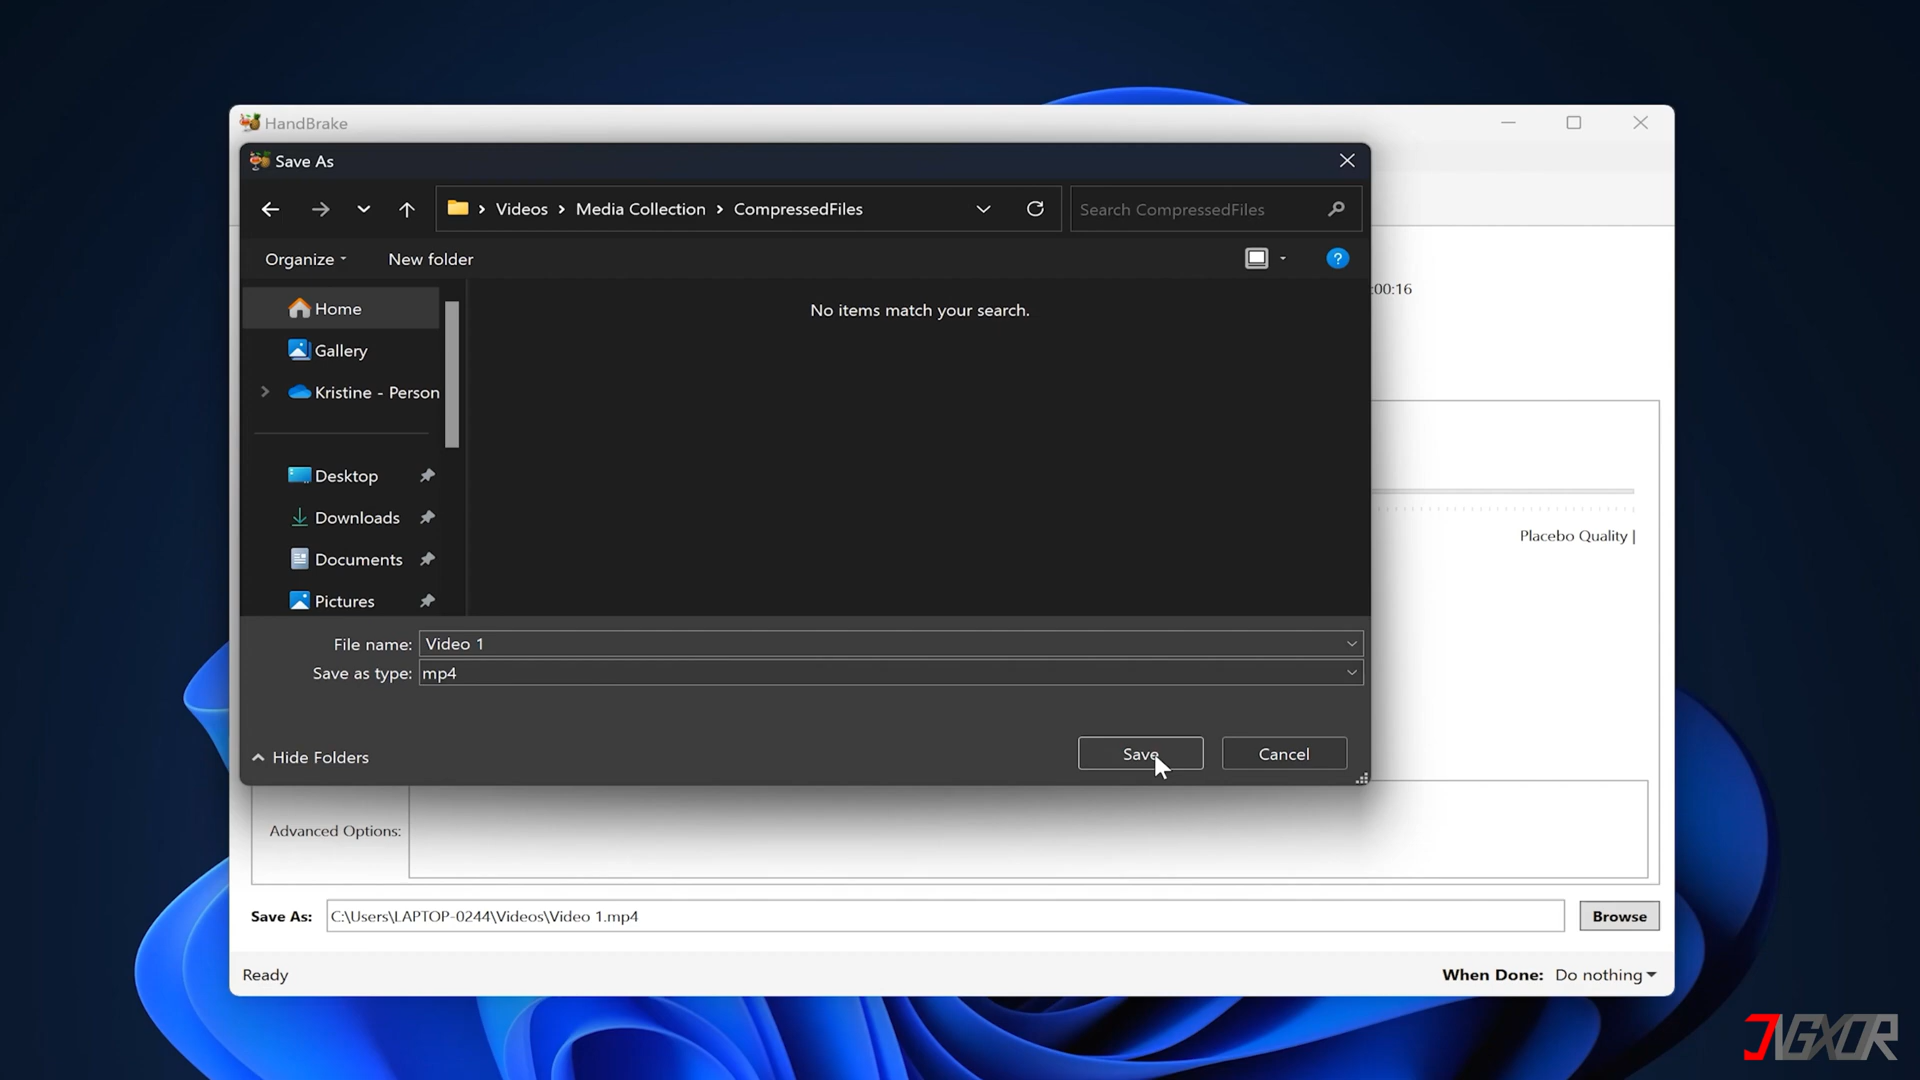 HandBrake
Save As
Videos > Media Collection > CompressedFiles
Search CompressedFiles
Organize
New folder
?
Home
Gallery
Kristine - Person
Desktop
Downloads
Documents
Pictures
No items match your search.
:00:16
Placebo Quality |
File name: Video 1
Save as type: mp4
Hide Folders
Save
Cancel
Advanced Options:
Save As: C:\Users\LAPTOP-0244\Videos\Video 1.mp4
Browse
Ready
When Done: Do nothing
JVGXOR